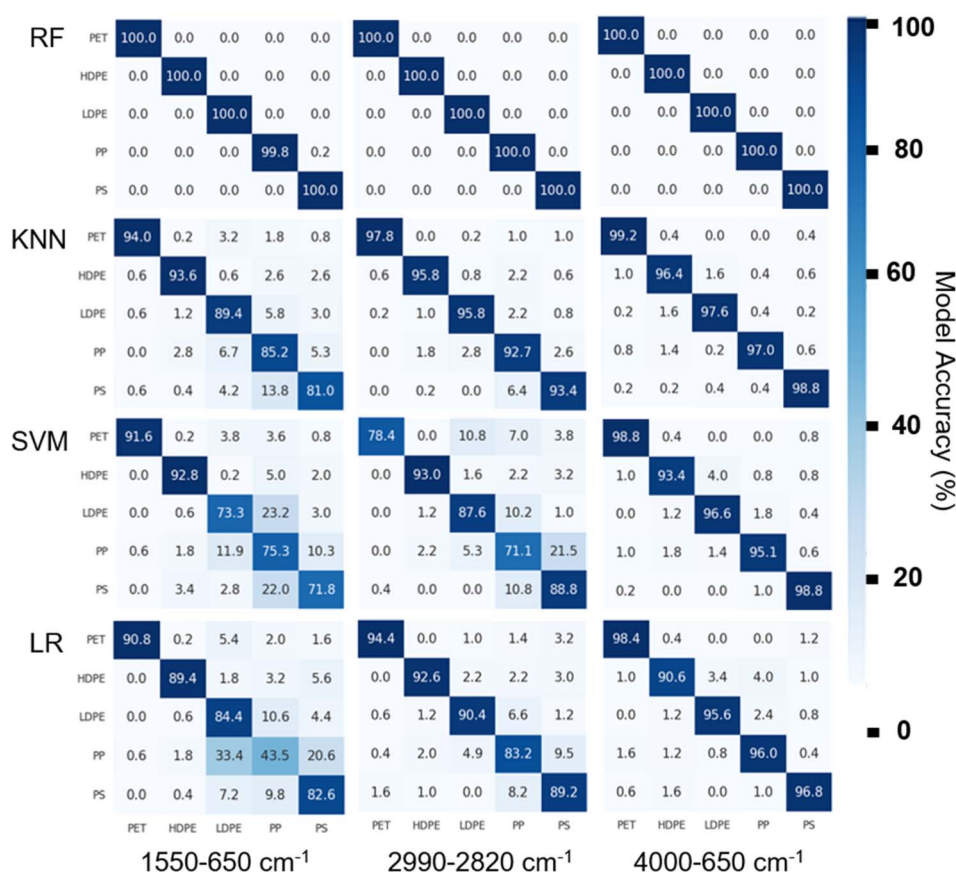 RF
PET 100.0 0.0 0.0 0.0 0.0 100.0 0.0 0.0 0.0 0.0 100.0 0.0 0.0 0.0 0.0
HDPE 0.0 100.0 0.0 0.0 0.0 0.0 100.0 0.0 0.0 0.0 0.0 100.0 0.0 0.0 0.0
LDPE 0.0 0.0 100.0 0.0 0.0 0.0 0.0 100.0 0.0 0.0 0.0 0.0 100.0 0.0 0.0
PP 0.0 0.0 0.0 99.8 0.2 0.0 0.0 0.0 100.0 0.0 0.0 0.0 0.0 100.0 0.0
PS 0.0 0.0 0.0 0.0 100.0 0.0 0.0 0.0 0.0 100.0 0.0 0.0 0.0 0.0 100.0
KNN
PET 94.0 0.2 3.2 1.8 0.8 97.8 0.0 0.2 1.0 1.0 99.2 0.4 0.0 0.0 0.4
HDPE 0.6 93.6 0.6 2.6 2.6 0.6 95.8 0.8 2.2 0.6 1.0 96.4 1.6 0.4 0.6
LDPE 0.6 1.2 89.4 5.8 3.0 0.2 1.0 95.8 2.2 0.8 0.2 1.6 97.6 0.4 0.2
PP 0.0 2.8 6.7 85.2 5.3 0.0 1.8 2.8 92.7 2.6 0.8 1.4 0.2 97.0 0.6
PS 0.6 0.4 4.2 13.8 81.0 0.0 0.2 0.0 6.4 93.4 0.2 0.2 0.4 0.4 98.8
SVM
PET 91.6 0.2 3.8 3.6 0.8 78.4 0.0 10.8 7.0 3.8 98.8 0.4 0.0 0.0 0.8
HDPE 0.0 92.8 0.2 5.0 2.0 0.0 93.0 1.6 2.2 3.2 1.0 93.4 4.0 0.8 0.8
LDPE 0.0 0.6 73.3 23.2 3.0 0.0 1.2 87.6 10.2 1.0 0.0 1.2 96.6 1.8 0.4
PP 0.6 1.8 11.9 75.3 10.3 0.0 2.2 5.3 71.1 21.5 1.0 1.8 1.4 95.1 0.6
PS 0.0 3.4 2.8 22.0 71.8 0.4 0.0 0.0 10.8 88.8 0.2 0.0 0.0 1.0 98.8
LR
PET 90.8 0.2 5.4 2.0 1.6 94.4 0.0 1.0 1.4 3.2 98.4 0.4 0.0 0.0 1.2
HDPE 0.0 89.4 1.8 3.2 5.6 0.0 92.6 2.2 2.2 3.0 1.0 90.6 3.4 4.0 1.0
LDPE 0.0 0.6 84.4 10.6 4.4 0.6 1.2 90.4 6.6 1.2 0.0 1.2 95.6 2.4 0.8
PP 0.6 1.8 33.4 43.5 20.6 0.4 2.0 4.9 83.2 9.5 1.6 1.2 0.8 96.0 0.4
PS 0.0 0.4 7.2 9.8 82.6 1.6 1.0 0.0 8.2 89.2 0.6 1.6 0.0 1.0 96.8
PET HDPE LDPE PP PS PET HDPE LDPE PP PS PET HDPE LDPE PP PS
1550-650 cm⁻¹ 2990-2820 cm⁻¹ 4000-650 cm⁻¹
100
80
60
40
20
0
Model Accuracy (%)